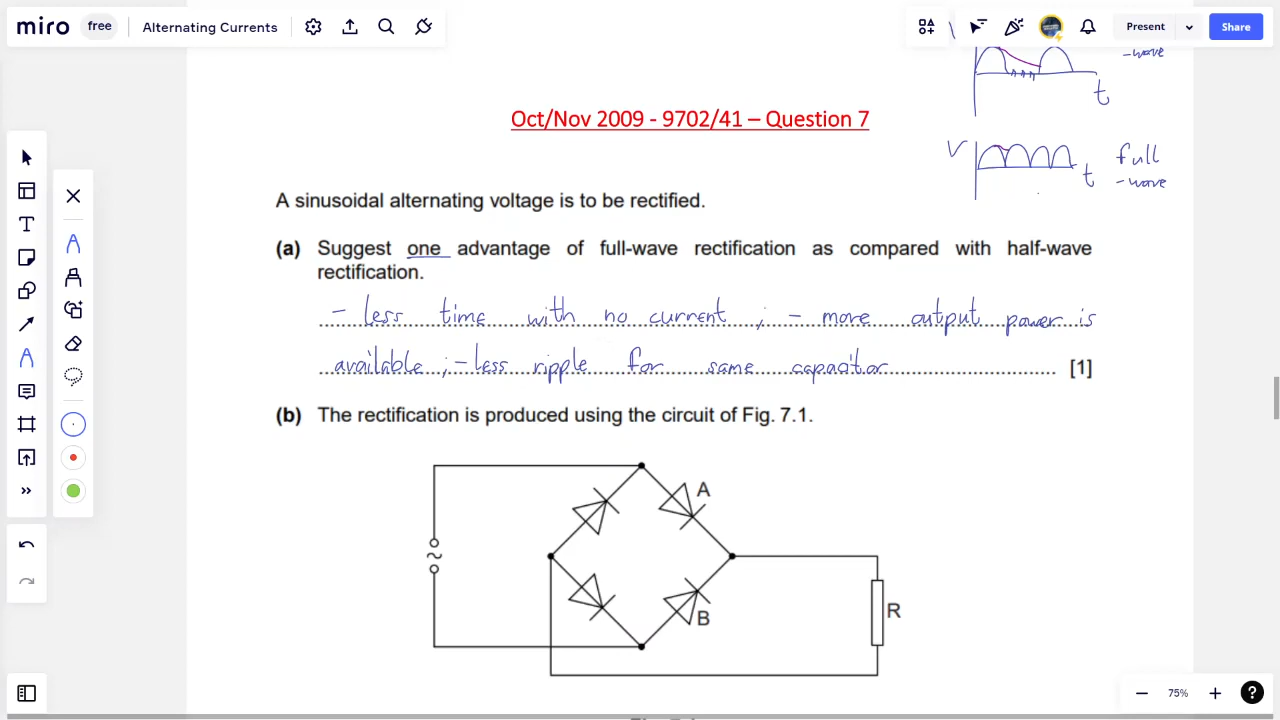 miro free Alternating Currents Present Share
-wave
t
Oct/Nov 2009 - 9702/41 – Question 7
V t full
-wave
A sinusoidal alternating voltage is to be rectified.
(a) Suggest one advantage of full-wave rectification as compared with half-wave
rectification.
- less time with no current ; - more output power is
available ; - less ripple for same capacitor [1]
(b) The rectification is produced using the circuit of Fig. 7.1.
A
~
R
B
75%